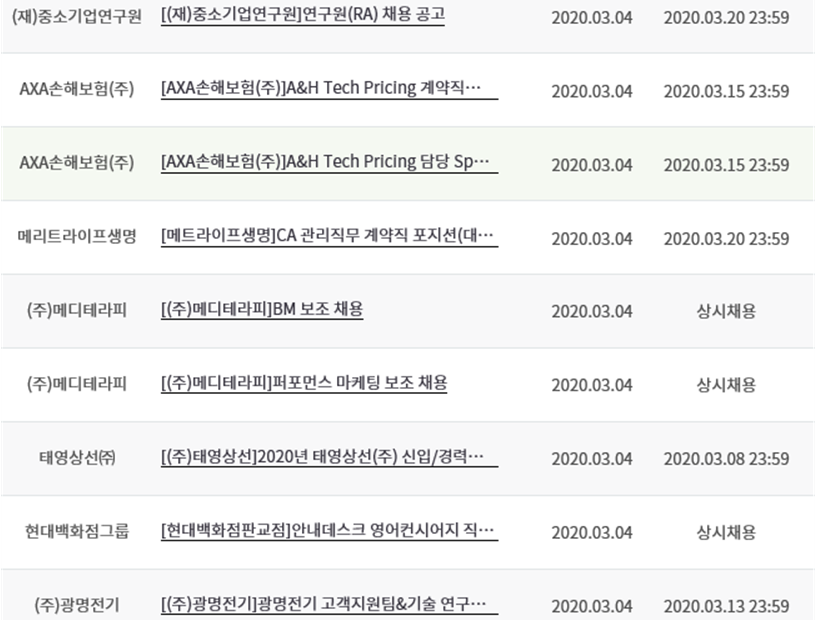 (재)중소기업연구원 [(재)중소기업연구원]연구원(RA) 채용 공고 2020.03.04 2020.03.20 23:59
AXA손해보험(주) [AXA손해보험(주)]A&H Tech Pricing 계약직··· 2020.03.04 2020.03.15 23:59
AXA손해보험(주) [AXA손해보험(주)]A&H Tech Pricing 담당 Sp··· 2020.03.04 2020.03.15 23:59
메리트라이프생명 [메트라이프생명]CA 관리직무 계약직 포지션(대··· 2020.03.04 2020.03.20 23:59
(주)메디테라피 [(주)메디테라피]BM 보조 채용 2020.03.04 상시채용
(주)메디테라피 [(주)메디테라피]퍼포먼스 마케팅 보조 채용 2020.03.04 상시채용
태영상선㈜ [(주)태영상선]2020년 태영상선(주) 신입/경력··· 2020.03.04 2020.03.08 23:59
현대백화점그룹 [현대백화점판교점]안내데스크 영어컨시어지 직··· 2020.03.04 상시채용
(주)광명전기 [(주)광명전기]광명전기 고객지원팀&기술 연구··· 2020.03.04 2020.03.13 23:59